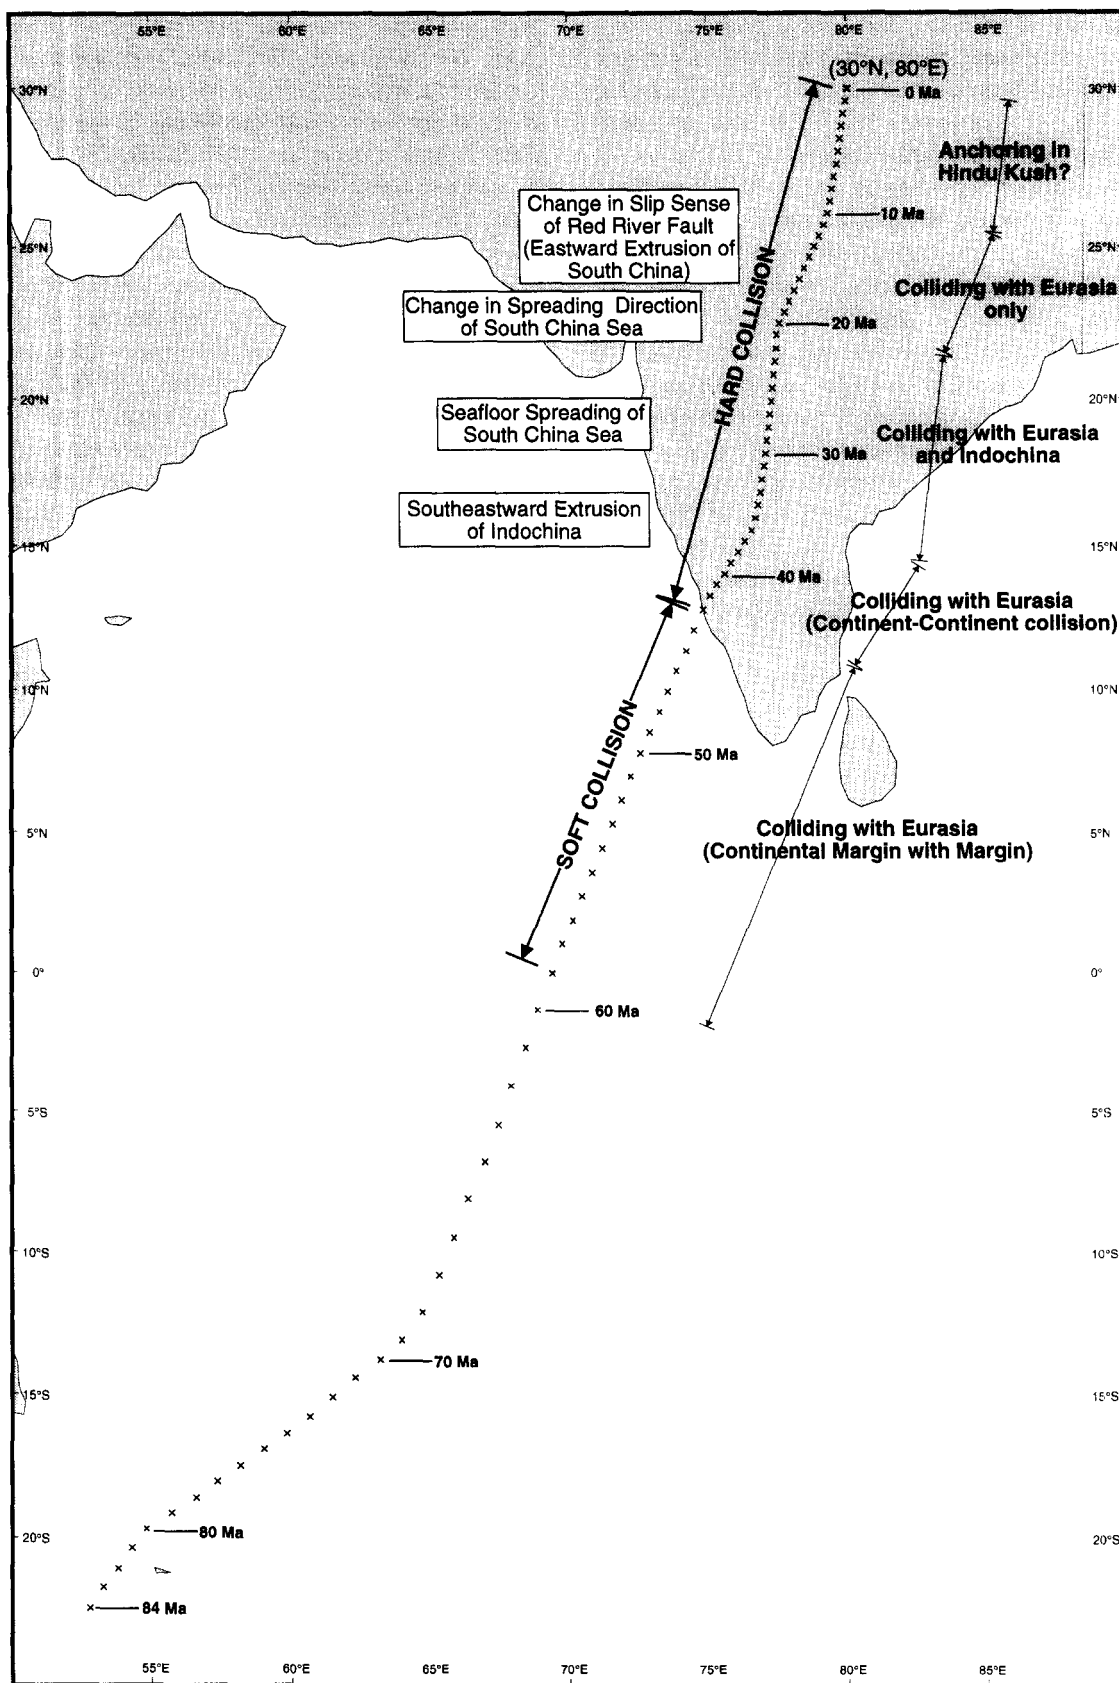 55°E 60°E 65°E 70°E 75°E 80°E 85°E
(30°N, 80°E)
30°N
0 Ma
30°N
Anchoring in
Hindu Kush?
Change in Slip Sense
of Red River Fault
(Eastward Extrusion of
South China)
10 Ma
25°N
25°N
Colliding with Eurasia
only
Change in Spreading Direction
of South China Sea
20 Ma
HARD COLLISION
20°N
20°N
Seafloor Spreading of
South China Sea
Colliding with Eurasia
and Indochina
30 Ma
Southeastward Extrusion
of Indochina
15°N
15°N
40 Ma
Colliding with Eurasia
(Continent-Continent collision)
10°N
10°N
SOFT COLLISION
50 Ma
5°N
5°N
Colliding with Eurasia
(Continental Margin with Margin)
0°
0°
60 Ma
5°S
5°S
10°S
10°S
70 Ma
15°S
15°S
80 Ma
20°S
20°S
84 Ma
55°E 60°E 65°E 70°E 75°E 80°E 85°E